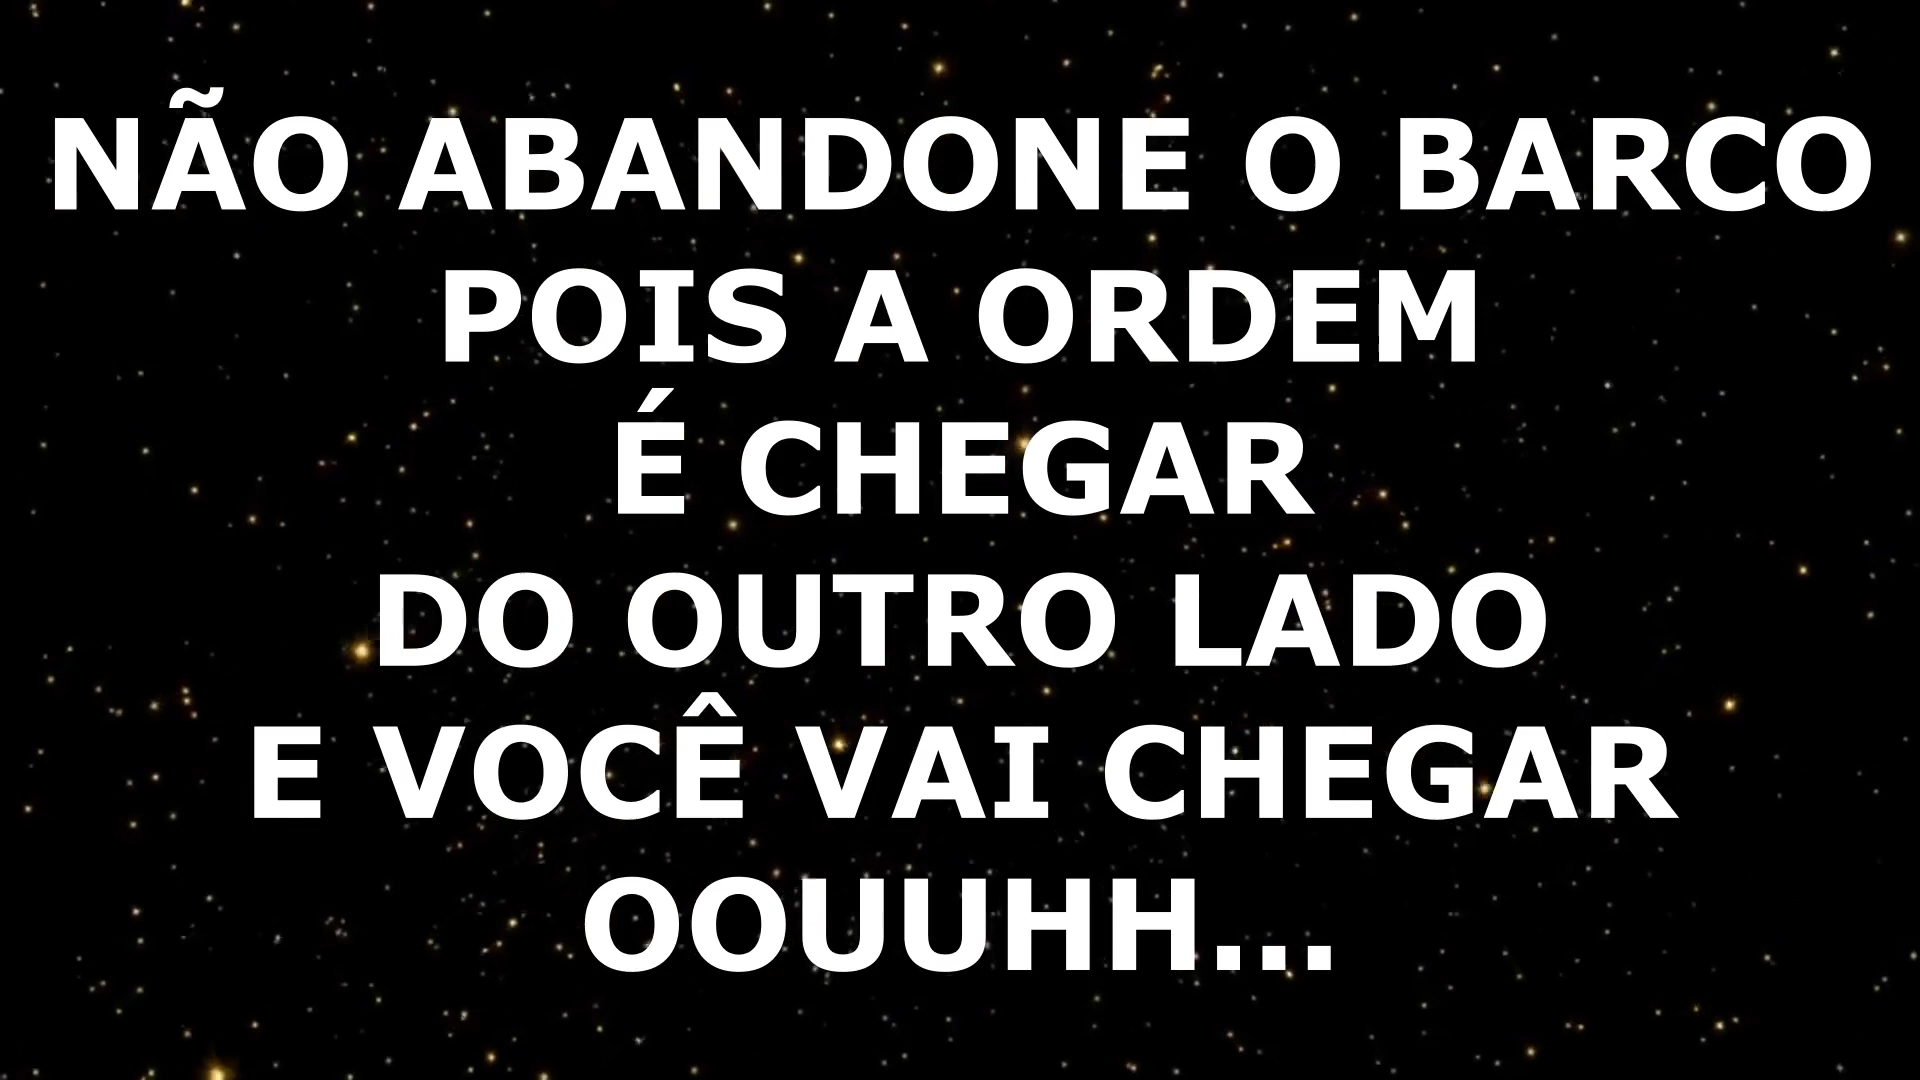 NÃO ABANDONE O BARCO
POIS A ORDEM
É CHEGAR
DO OUTRO LADO
E VOCÊ VAI CHEGAR
OOUUHH...